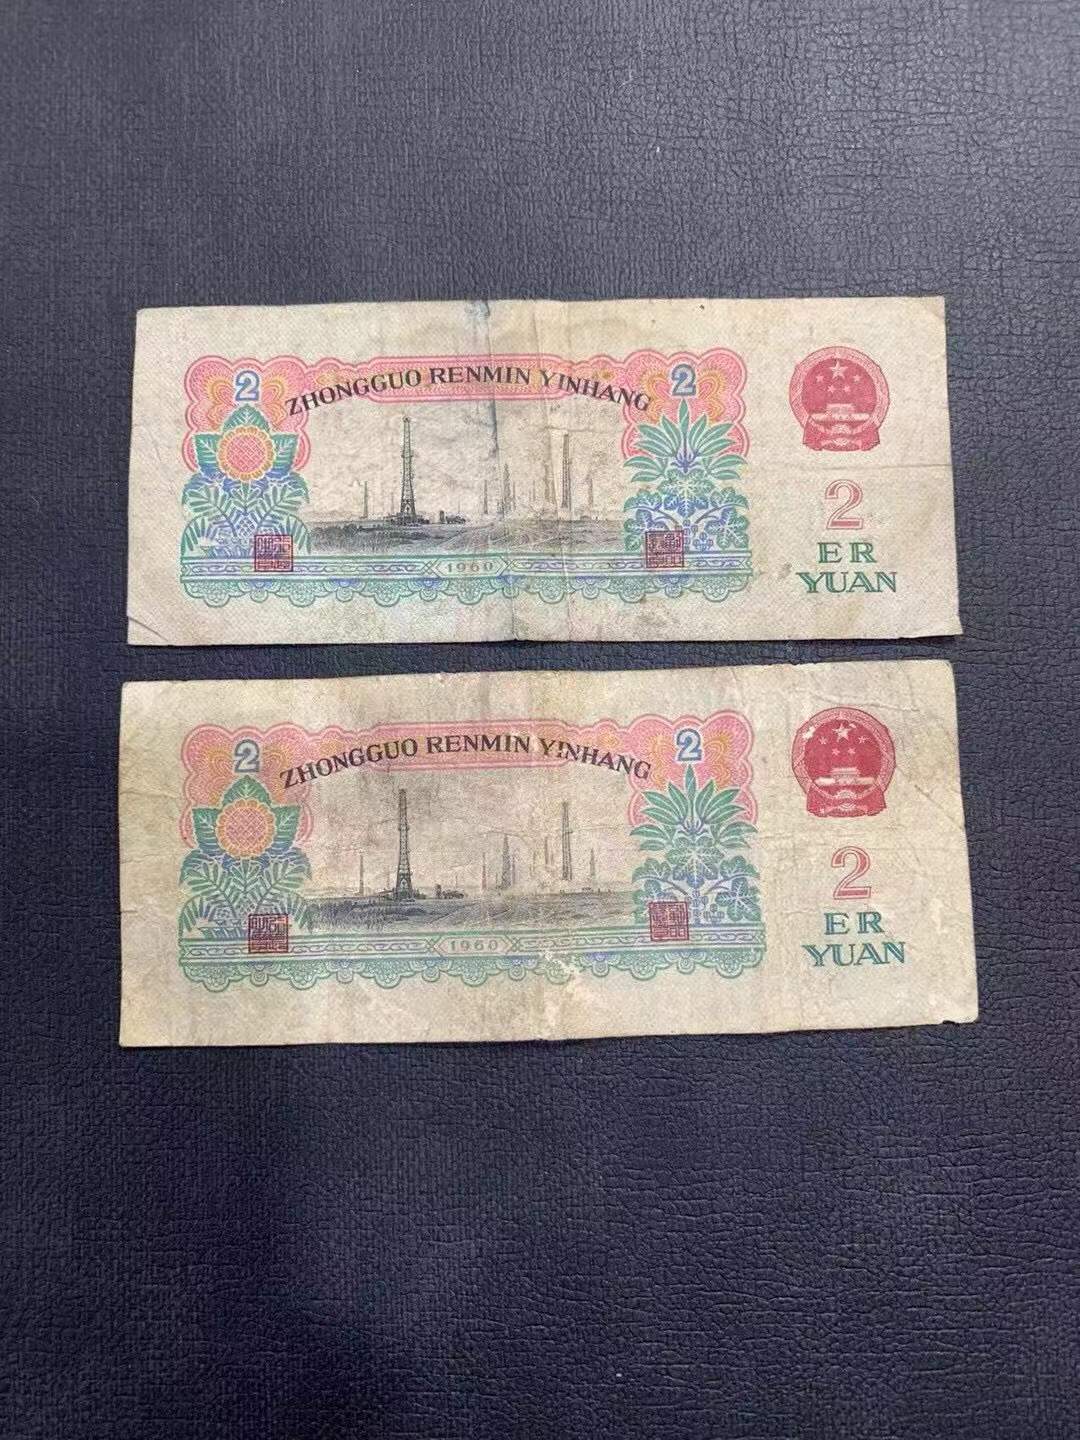 2 ZHONGGUO RENMIN YINHANG 2
2
ER
YUAN
1960
2 ZHONGGUO RENMIN YINHANG 2
2
ER
YUAN
1960